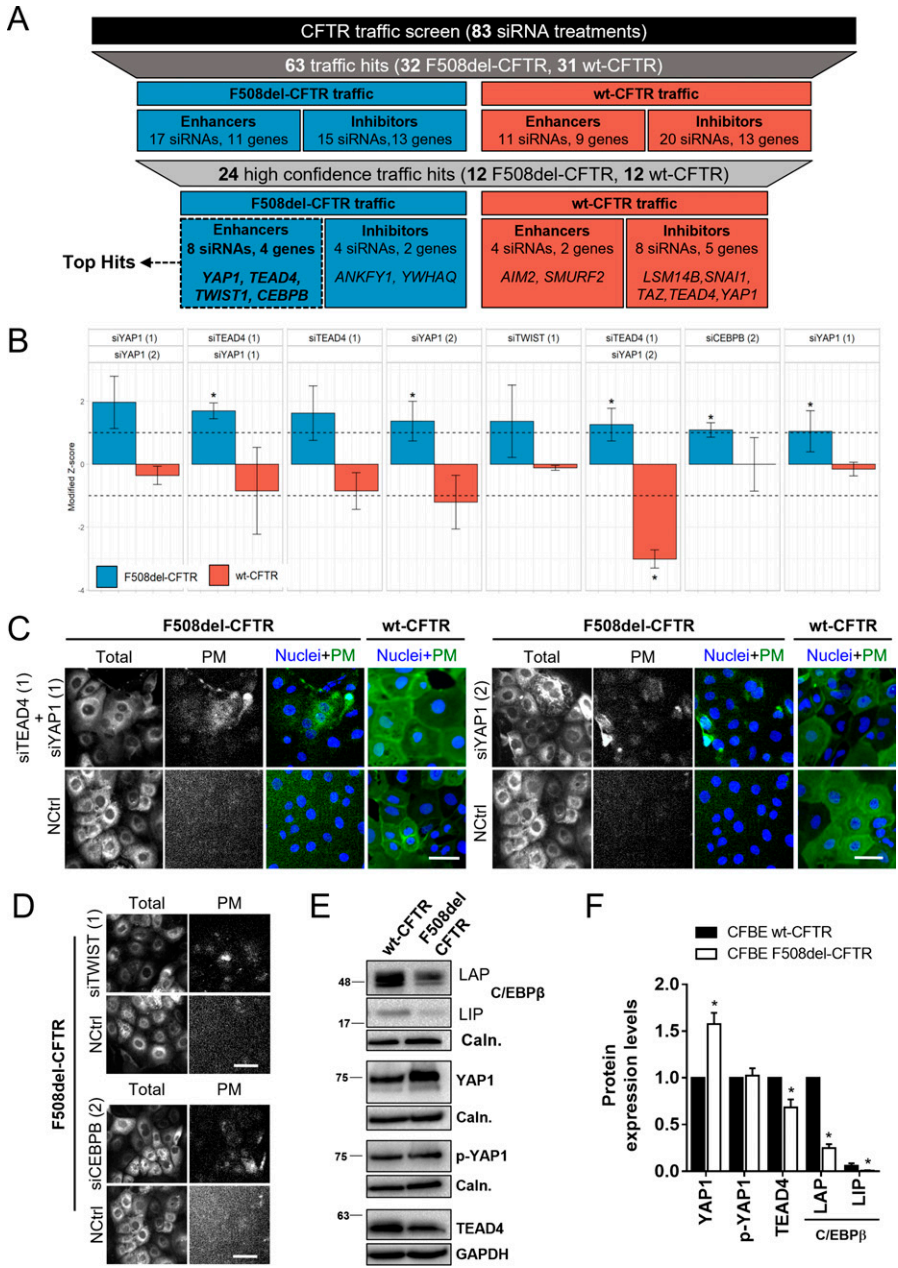 A
CFTR traffic screen (83 siRNA treatments)
63 traffic hits (32 F508del-CFTR, 31 wt-CFTR)
F508del-CFTR traffic
wt-CFTR traffic
Enhancers
17 siRNAs, 11 genes
Inhibitors
15 siRNAs,13 genes
Enhancers
11 siRNAs, 9 genes
Inhibitors
20 siRNAs, 13 genes
24 high confidence traffic hits (12 F508del-CFTR, 12 wt-CFTR)
F508del-CFTR traffic
wt-CFTR traffic
Top Hits
Enhancers
8 siRNAs, 4 genes
YAP1, TEAD4,
TWIST1, CEBPB
Inhibitors
4 siRNAs, 2 genes
ANKFY1, YWHAQ
Enhancers
4 siRNAs, 2 genes
AIM2, SMURF2
Inhibitors
8 siRNAs, 5 genes
LSM14B,SNAI1,
TAZ,TEAD4,YAP1
B
siYAP1 (1)
siYAP1 (2)
siTEAD4 (1)
siYAP1 (1)
siTEAD4 (1)
siYAP1 (2)
siTWIST (1)
siTEAD4 (1)
siYAP1 (2)
siCEBPB (2)
siYAP1 (1)
Modified Z-score
2
0
-2
-4
* * * * * *
F508del-CFTR
wt-CFTR
C
F508del-CFTR
wt-CFTR
Total
PM
Nuclei+PM
Nuclei+PM
siTEAD4 (1)
+
siYAP1 (1)
NCtrl
F508del-CFTR
wt-CFTR
Total
PM
Nuclei+PM
Nuclei+PM
siYAP1 (2)
NCtrl
D
F508del-CFTR
Total
PM
siTWIST (1)
NCtrl
Total
PM
siCEBPB (2)
NCtrl
E
wt-CFTR
F508del
CFTR
48
LAP
C/EBPβ
17
LIP
Caln.
75
YAP1
Caln.
75
p-YAP1
Caln.
63
TEAD4
GAPDH
F
CFBE wt-CFTR
CFBE F508del-CFTR
Protein
expression levels
2.0
1.5
1.0
0.5
0.0
* * * *
YAP1
p-YAP1
TEAD4
LAP
LIP
C/EBPβ